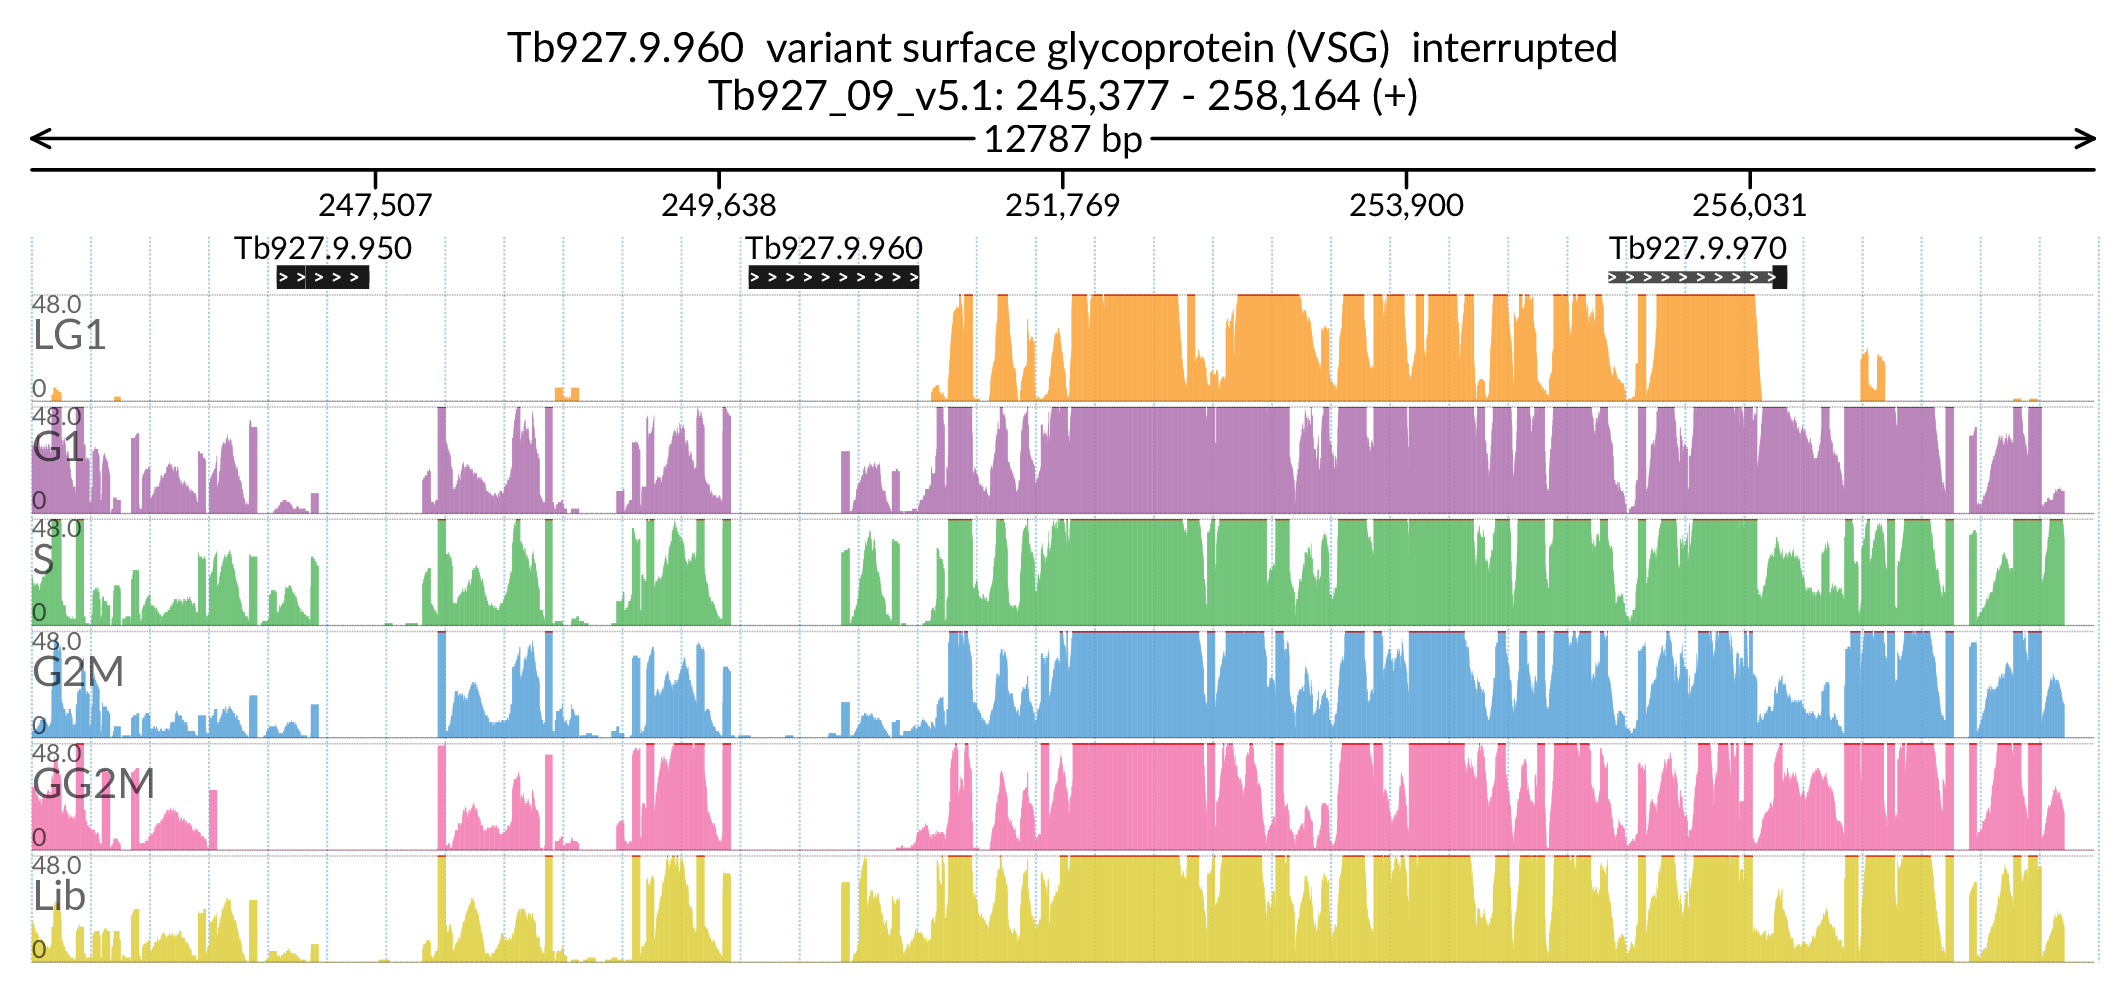 Tb927.9.960  variant surface glycoprotein (VSG)  interrupted
Tb927_09_v5.1: 245,377 - 258,164 (+)
12787 bp
247,507 249,638 251,769 253,900 256,031
Tb927.9.950 Tb927.9.960 Tb927.9.970
48.0
LG1
0
48.0
G1
0
48.0
S
0
48.0
G2M
0
48.0
GG2M
0
48.0
Lib
0